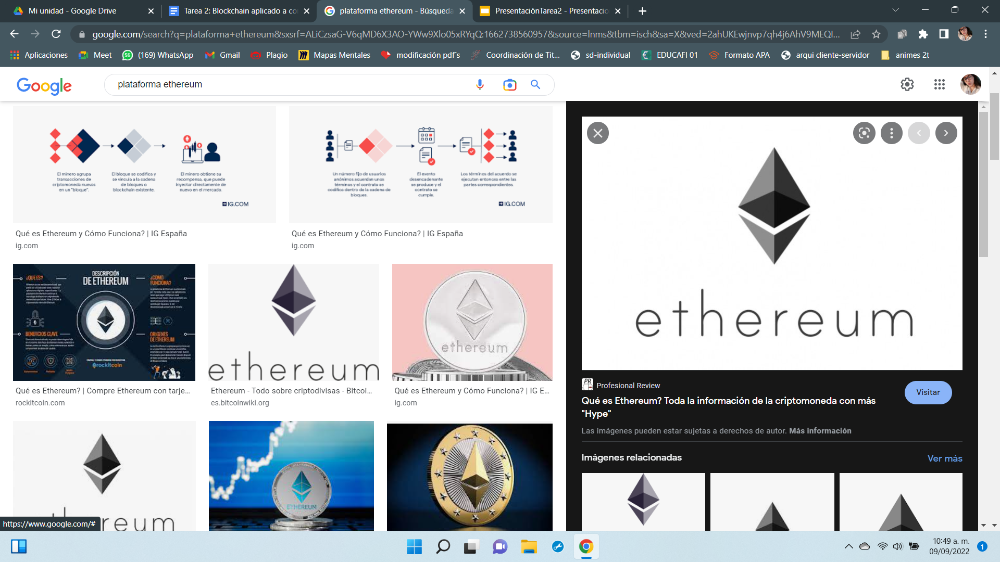 Mi unidad - Google Drive
Tarea 2: Blockchain aplicado a co
plataforma ethereum - Búsqueda
PresentaciónTarea2 - Presentacio
google.com/search?q=plataforma+ethereum&sxsrf=ALiCzsaG-V6qMD6X3AO-YWw9Xlo05xRYqQ:1662738560957&source=lnms&tbm=isch&sa=X&ved=2ahUKEwjnvp7qh4j6AhV9MEQI...
Aplicaciones
Meet
56
(169) WhatsApp
Gmail
Plagio
Mapas Mentales
modificación pdf´s
Coordinación de Tit...
sd-individual
EDUCAFI 01
Formato APA
arqui cliente-servidor
animes 2t
Google
plataforma ethereum
El minero agrupa
transacciones de
criptomoneda nuevas
en un "bloque".
El bloque se codifica y
se vincula a la cadena
de bloques o
blockchain existente.
El minero obtiene su
recompensa, que puede
inyectar directamente de
nuevo en el mercado.
IG.COM
Un número fijo de usuarios
anónimos acuerdan unos
términos y el contrato se
codifica dentro de la cadena de
bloques.
El evento
desencadenante
se produce y el
contrato se
cumple.
Los términos del acuerdo se
ejecutan entonces entre las
partes correspondientes.
IG.COM
Qué es Ethereum y Cómo Funciona? | IG España
ig.com
Qué es Ethereum y Cómo Funciona? | IG España
ig.com
DESCRIPCIÓN
DE ETHEREUM
¿QUE ES?
¿COMO
FUNCIONA?
BENEFICIOS CLAVE
ORIGENES
DE ETHEREUM
rockitcoin
ethereum
ethereum
Qué es Ethereum? | Compre Ethereum con tarje...
rockitcoin.com
Ethereum - Todo sobre criptodivisas - Bitcoi...
es.bitcoinwiki.org
Qué es Ethereum y Cómo Funciona? | IG E...
ig.com
ETHEREUM
https://www.google.com/#
ethereum
PR
Profesional Review
Visitar
Qué es Ethereum? Toda la información de la criptomoneda con más
"Hype"
Las imágenes pueden estar sujetas a derechos de autor. Más información
Imágenes relacionadas
Ver más
10:49 a. m.
09/09/2022
1